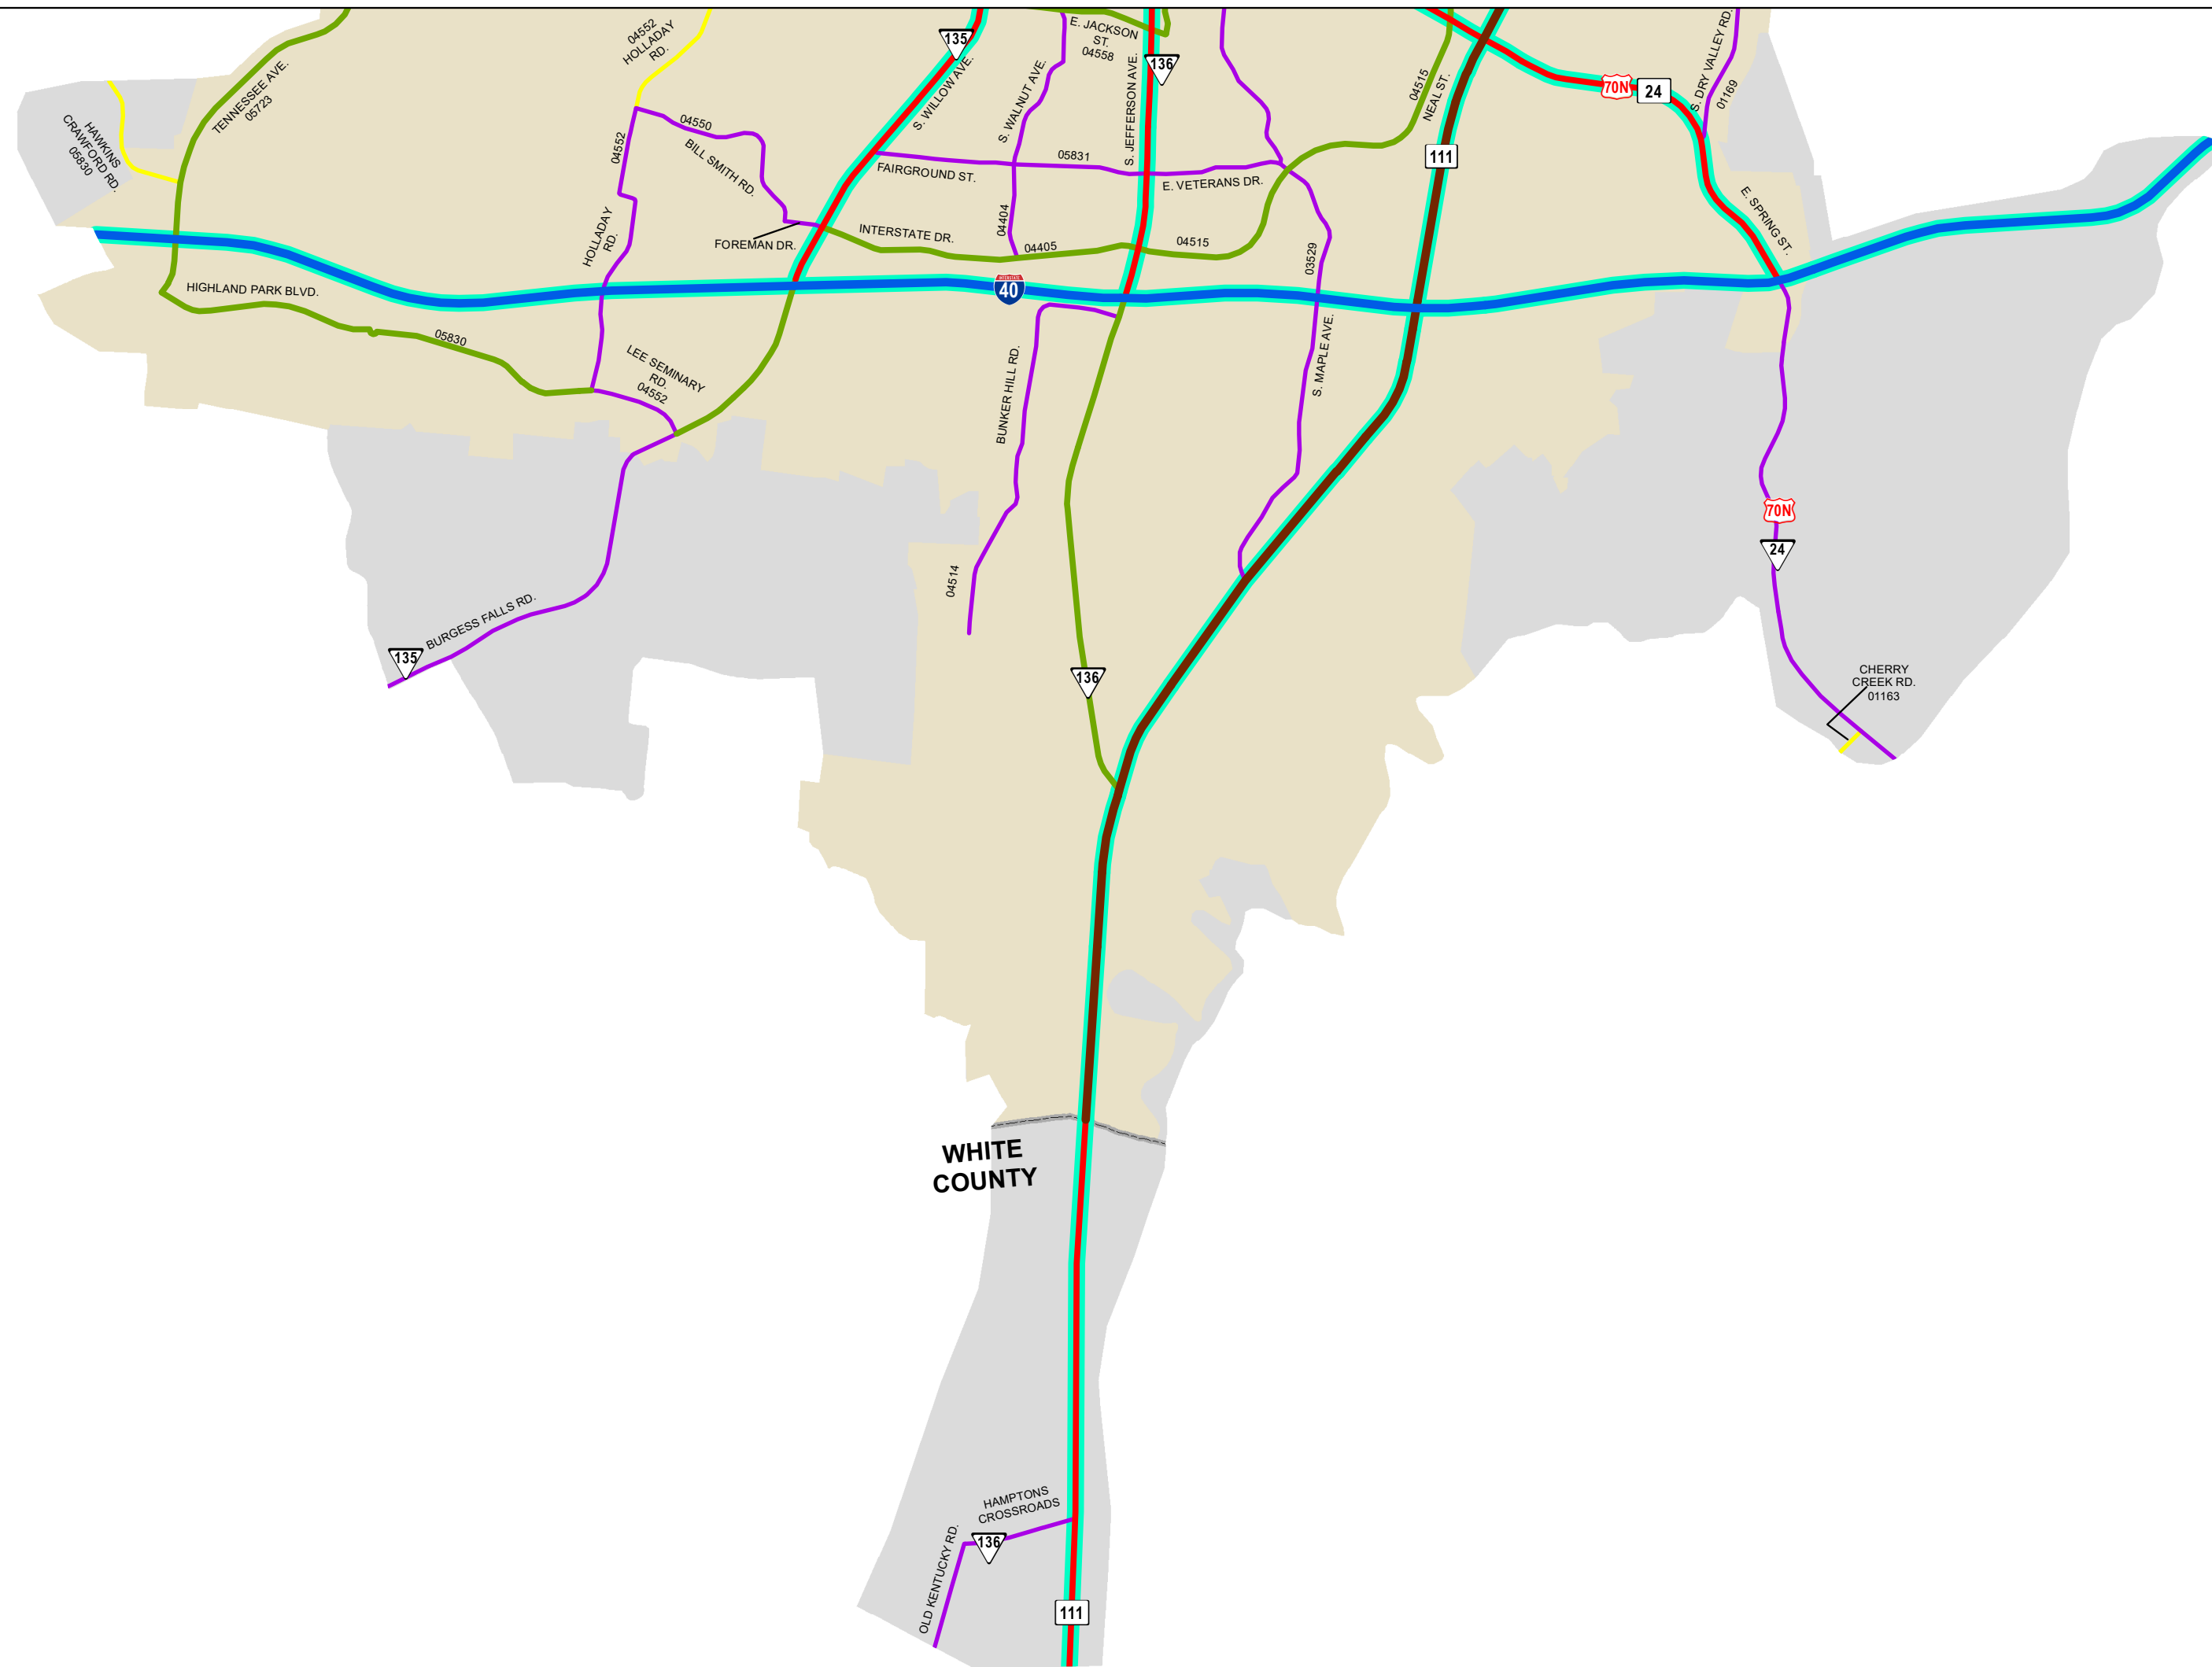 04552
HOLLADAY
RD.
135
S. WILLOW AVE.
E. JACKSON
ST.
04558
136
S. WALNUT AVE.
S. JEFFERSON AVE.
04515
NEAL ST.
70N
24
S. DRY VALLEY RD.
01169
TENNESSEE AVE.
05723
HAWKINS
CRAWFORD RD.
05830
04552
04550
BILL SMITH RD.
05831
FAIRGROUND ST.
E. VETERANS DR.
111
HOLLADAY
RD.
FOREMAN DR.
INTERSTATE DR.
04404
04405
04515
03529
E. SPRING ST.
HIGHLAND PARK BLVD.
INTERSTATE
40
05830
LEE SEMINARY
RD.
04552
BUNKER HILL RD.
S. MAPLE AVE.
70N
24
04514
BURGESS FALLS RD.
135
136
CHERRY
CREEK RD.
01163
WHITE
COUNTY
HAMPTONS
CROSSROADS
136
OLD KENTUCKY RD.
111